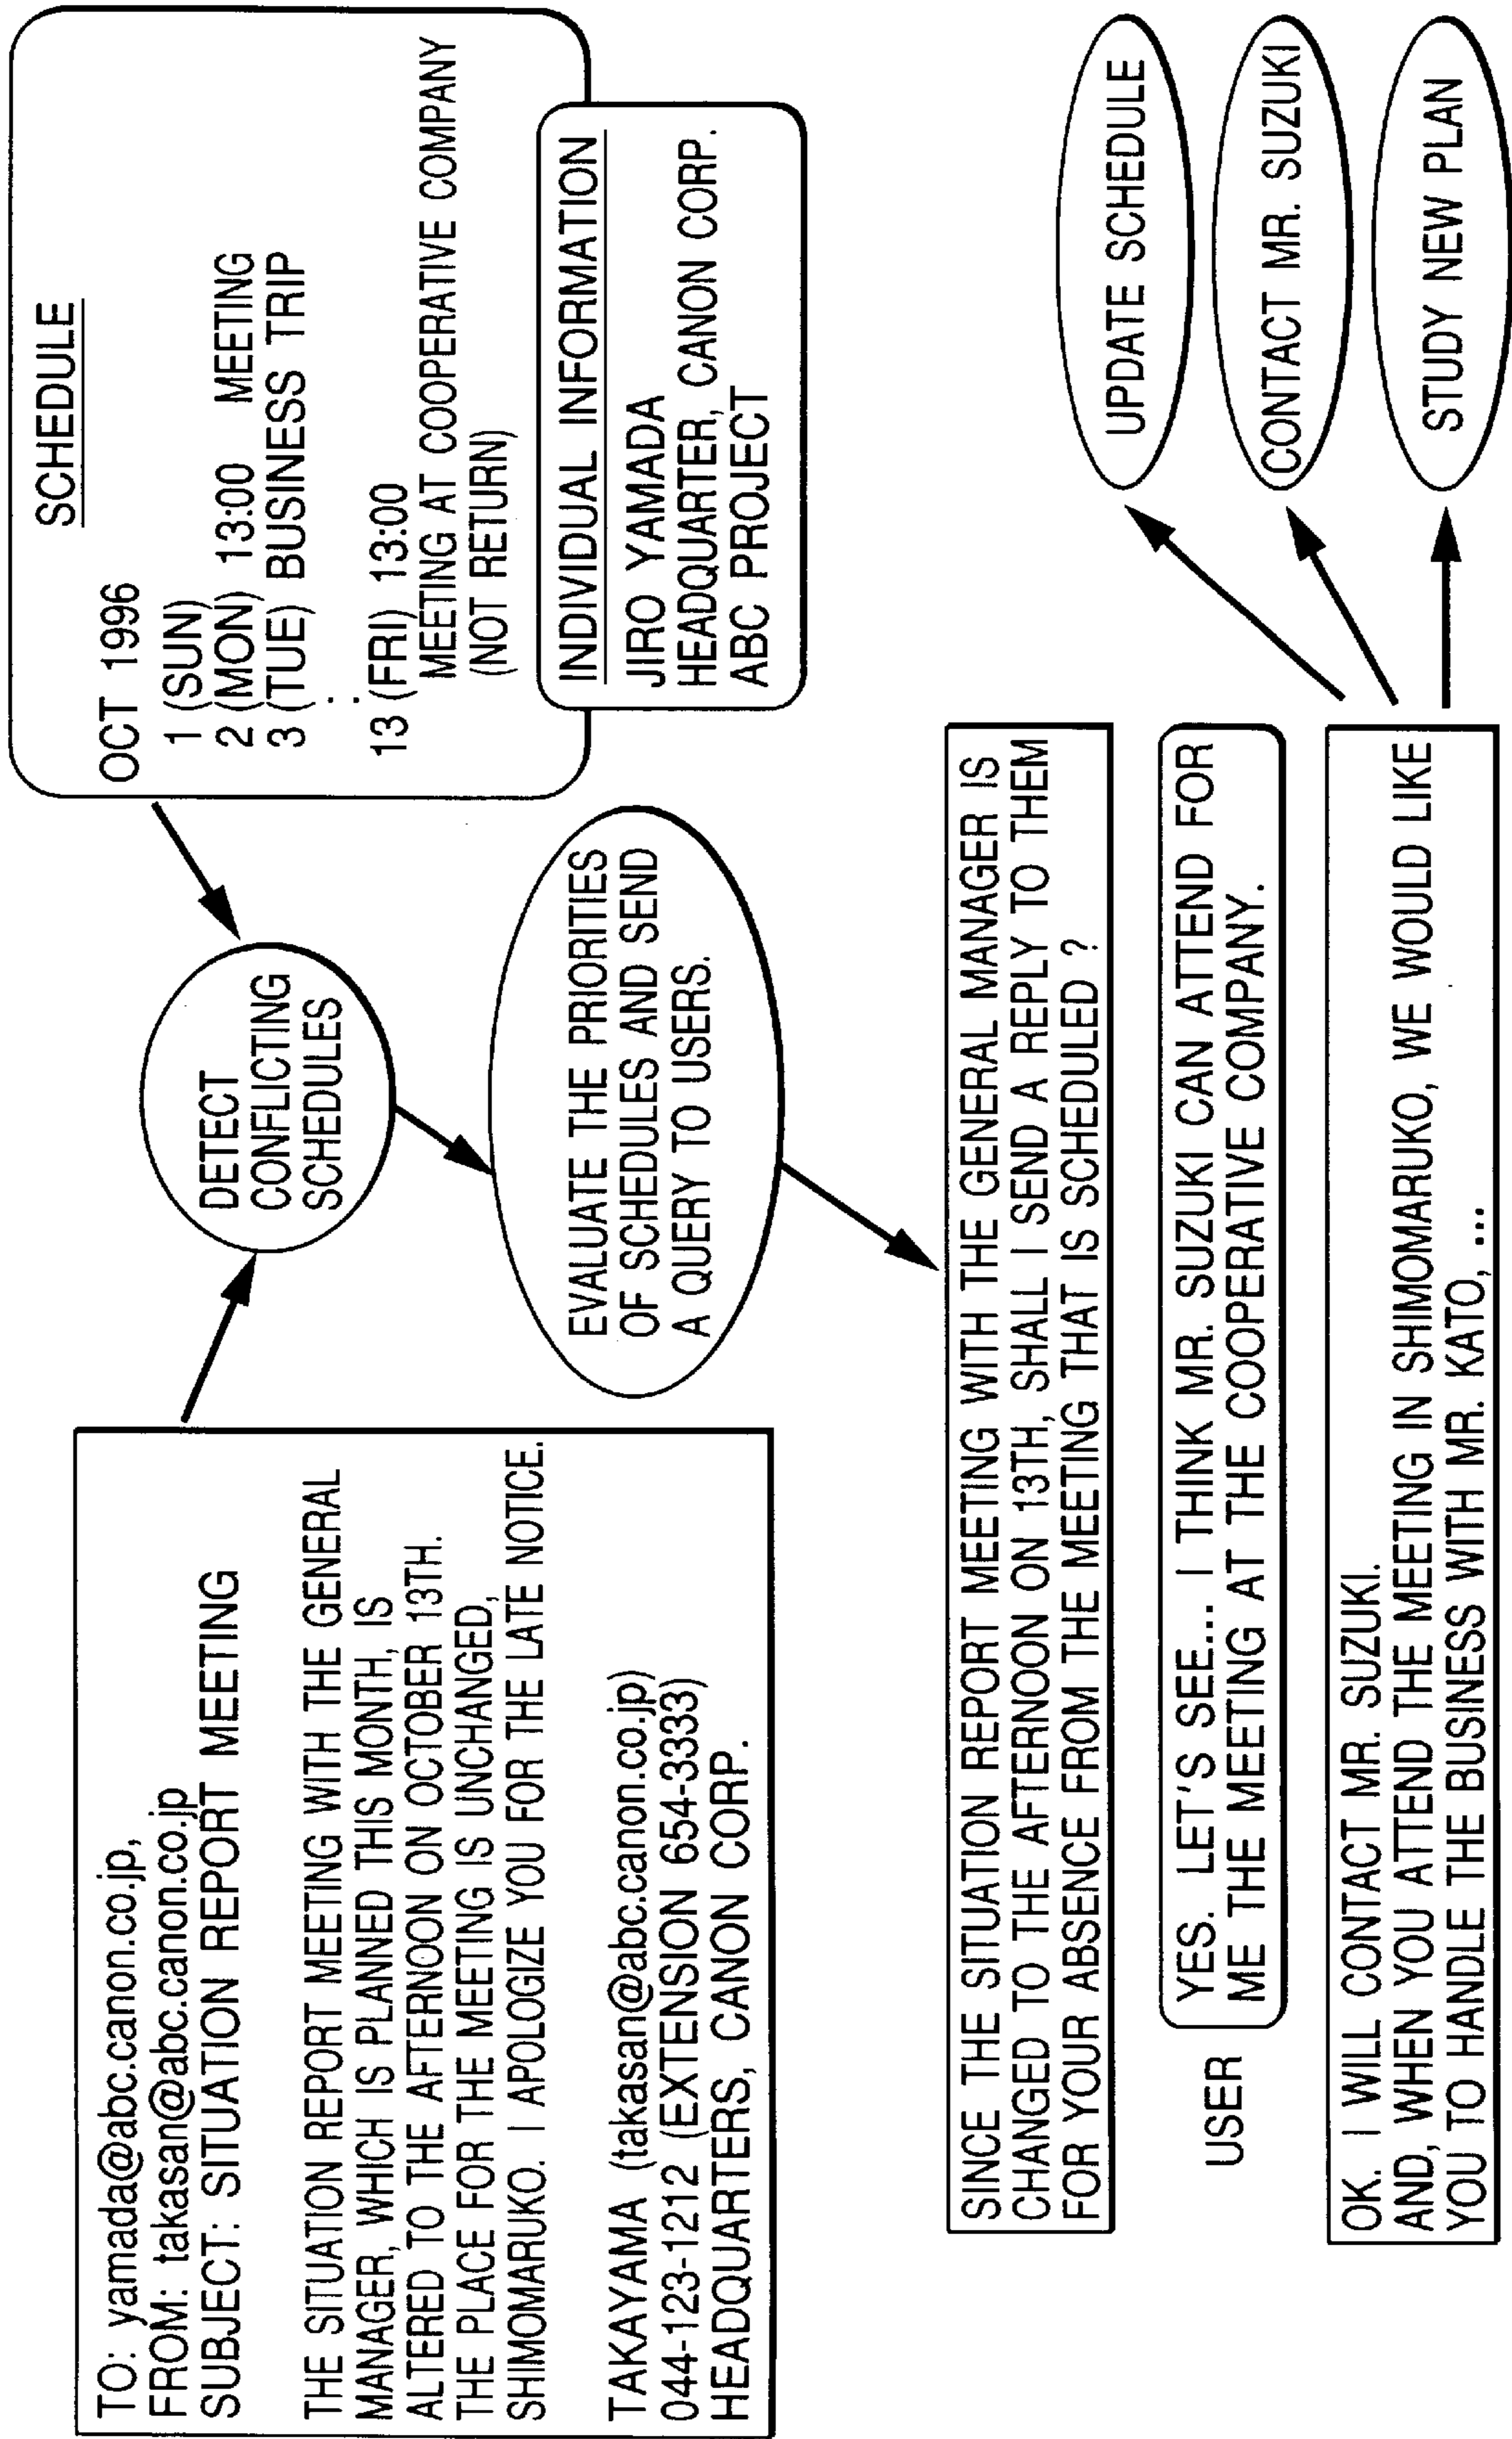 TO: yamada@abc.canon.co.jp,
FROM: takasan@abc.canon.co.jp
SUBJECT: SITUATION REPORT MEETING
THE SITUATION REPORT MEETING WITH THE GENERAL
MANAGER, WHICH IS PLANNED THIS MONTH, IS
ALTERED TO THE AFTERNOON ON OCTOBER 13TH.
THE PLACE FOR THE MEETING IS UNCHANGED,
SHIMOMARUKO. I APOLOGIZE YOU FOR THE LATE NOTICE.
TAKAYAMA (takasan@abc.canon.co.jp)
044-123-1212 (EXTENSION 654-3333)
HEADQUARTERS, CANON CORP.
DETECT
CONFLICTING
SCHEDULES
SCHEDULE
OCT 1996
1 (SUN)
2 (MON) 13:00 MEETING
3 (TUE) BUSINESS TRIP
:
13 (FRI) 13:00
MEETING AT COOPERATIVE COMPANY
(NOT RETURN)
INDIVIDUAL INFORMATION
JIRO YAMADA
HEADQUARTER, CANON CORP.
ABC PROJECT
EVALUATE THE PRIORITIES
OF SCHEDULES AND SEND
A QUERY TO USERS.
SINCE THE SITUATION REPORT MEETING WITH THE GENERAL MANAGER IS
CHANGED TO THE AFTERNOON ON 13TH, SHALL I SEND A REPLY TO THEM
FOR YOUR ABSENCE FROM THE MEETING THAT IS SCHEDULED ?
USER
YES. LET'S SEE... I THINK MR. SUZUKI CAN ATTEND FOR
ME THE MEETING AT THE COOPERATIVE COMPANY.
OK. I WILL CONTACT MR. SUZUKI.
AND, WHEN YOU ATTEND THE MEETING IN SHIMOMARUKO, WE WOULD LIKE
YOU TO HANDLE THE BUSINESS WITH MR. KATO, ...
UPDATE SCHEDULE
CONTACT MR. SUZUKI
STUDY NEW PLAN